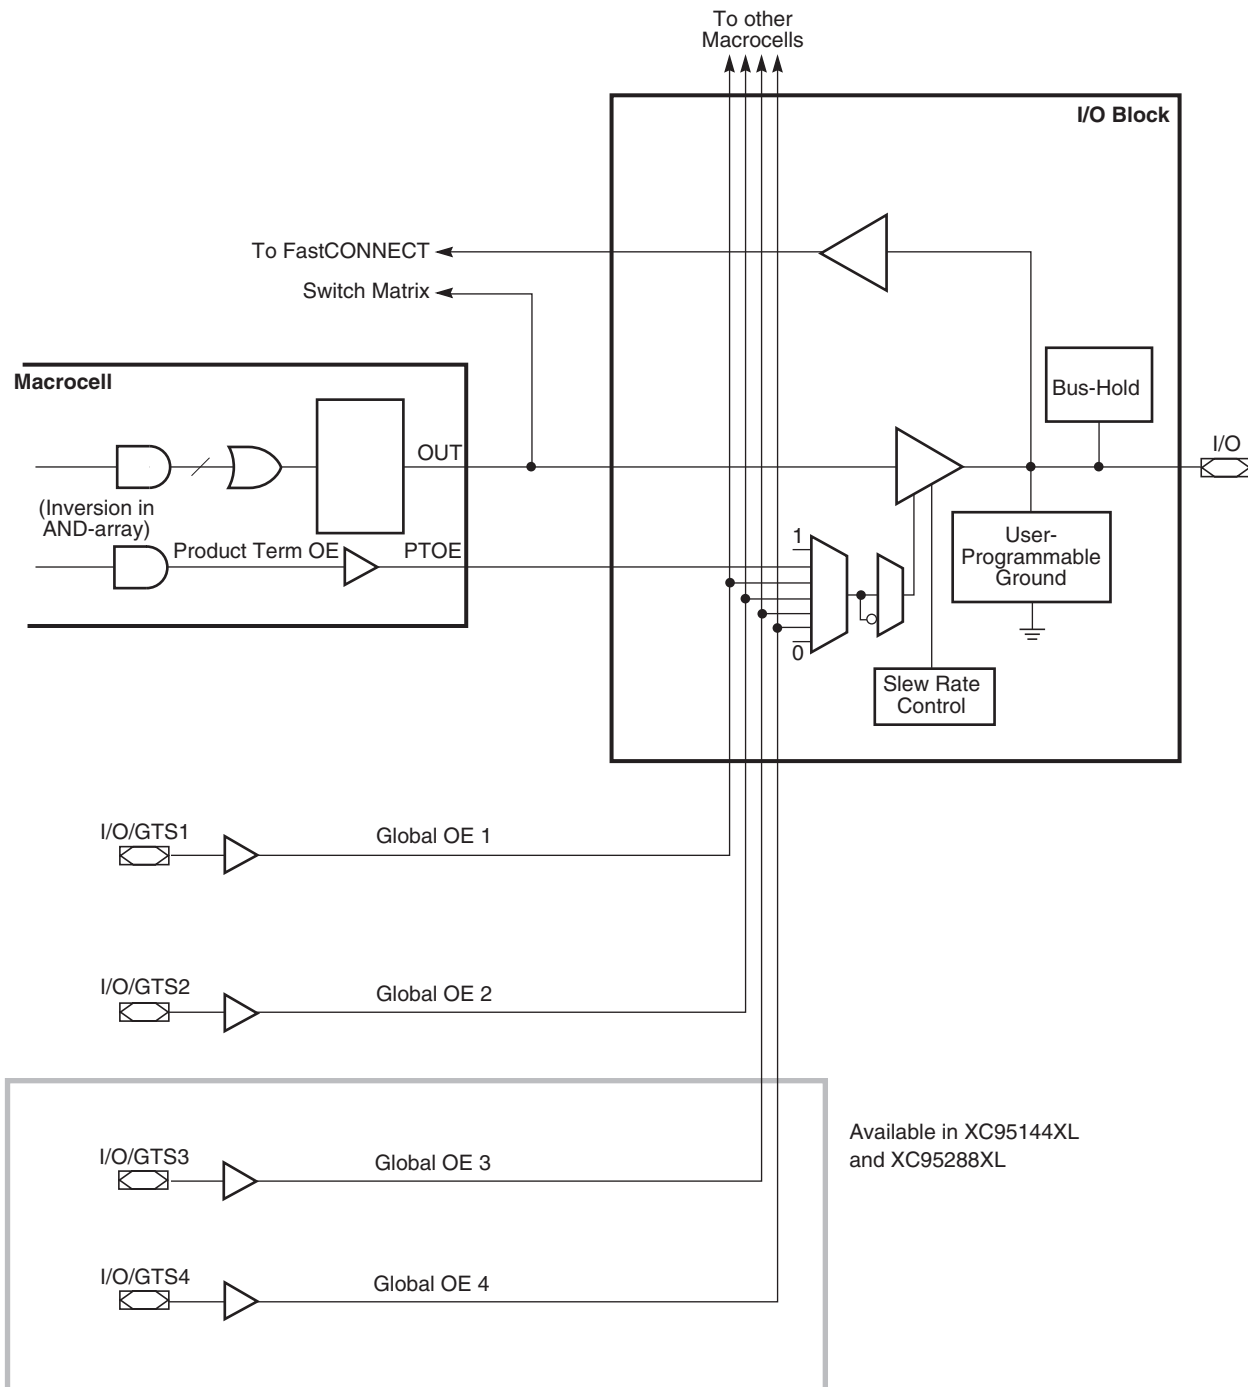 To other
Macrocells
I/O Block
To FastCONNECT
Switch Matrix
Macrocell
Bus-Hold
OUT
I/O
(Inversion in
AND-array)
Product Term OE
PTOE
1
User-
Programmable
Ground
0
Slew Rate
Control
I/O/GTS1
Global OE 1
I/O/GTS2
Global OE 2
Available in XC95144XL
and XC95288XL
I/O/GTS3
Global OE 3
I/O/GTS4
Global OE 4